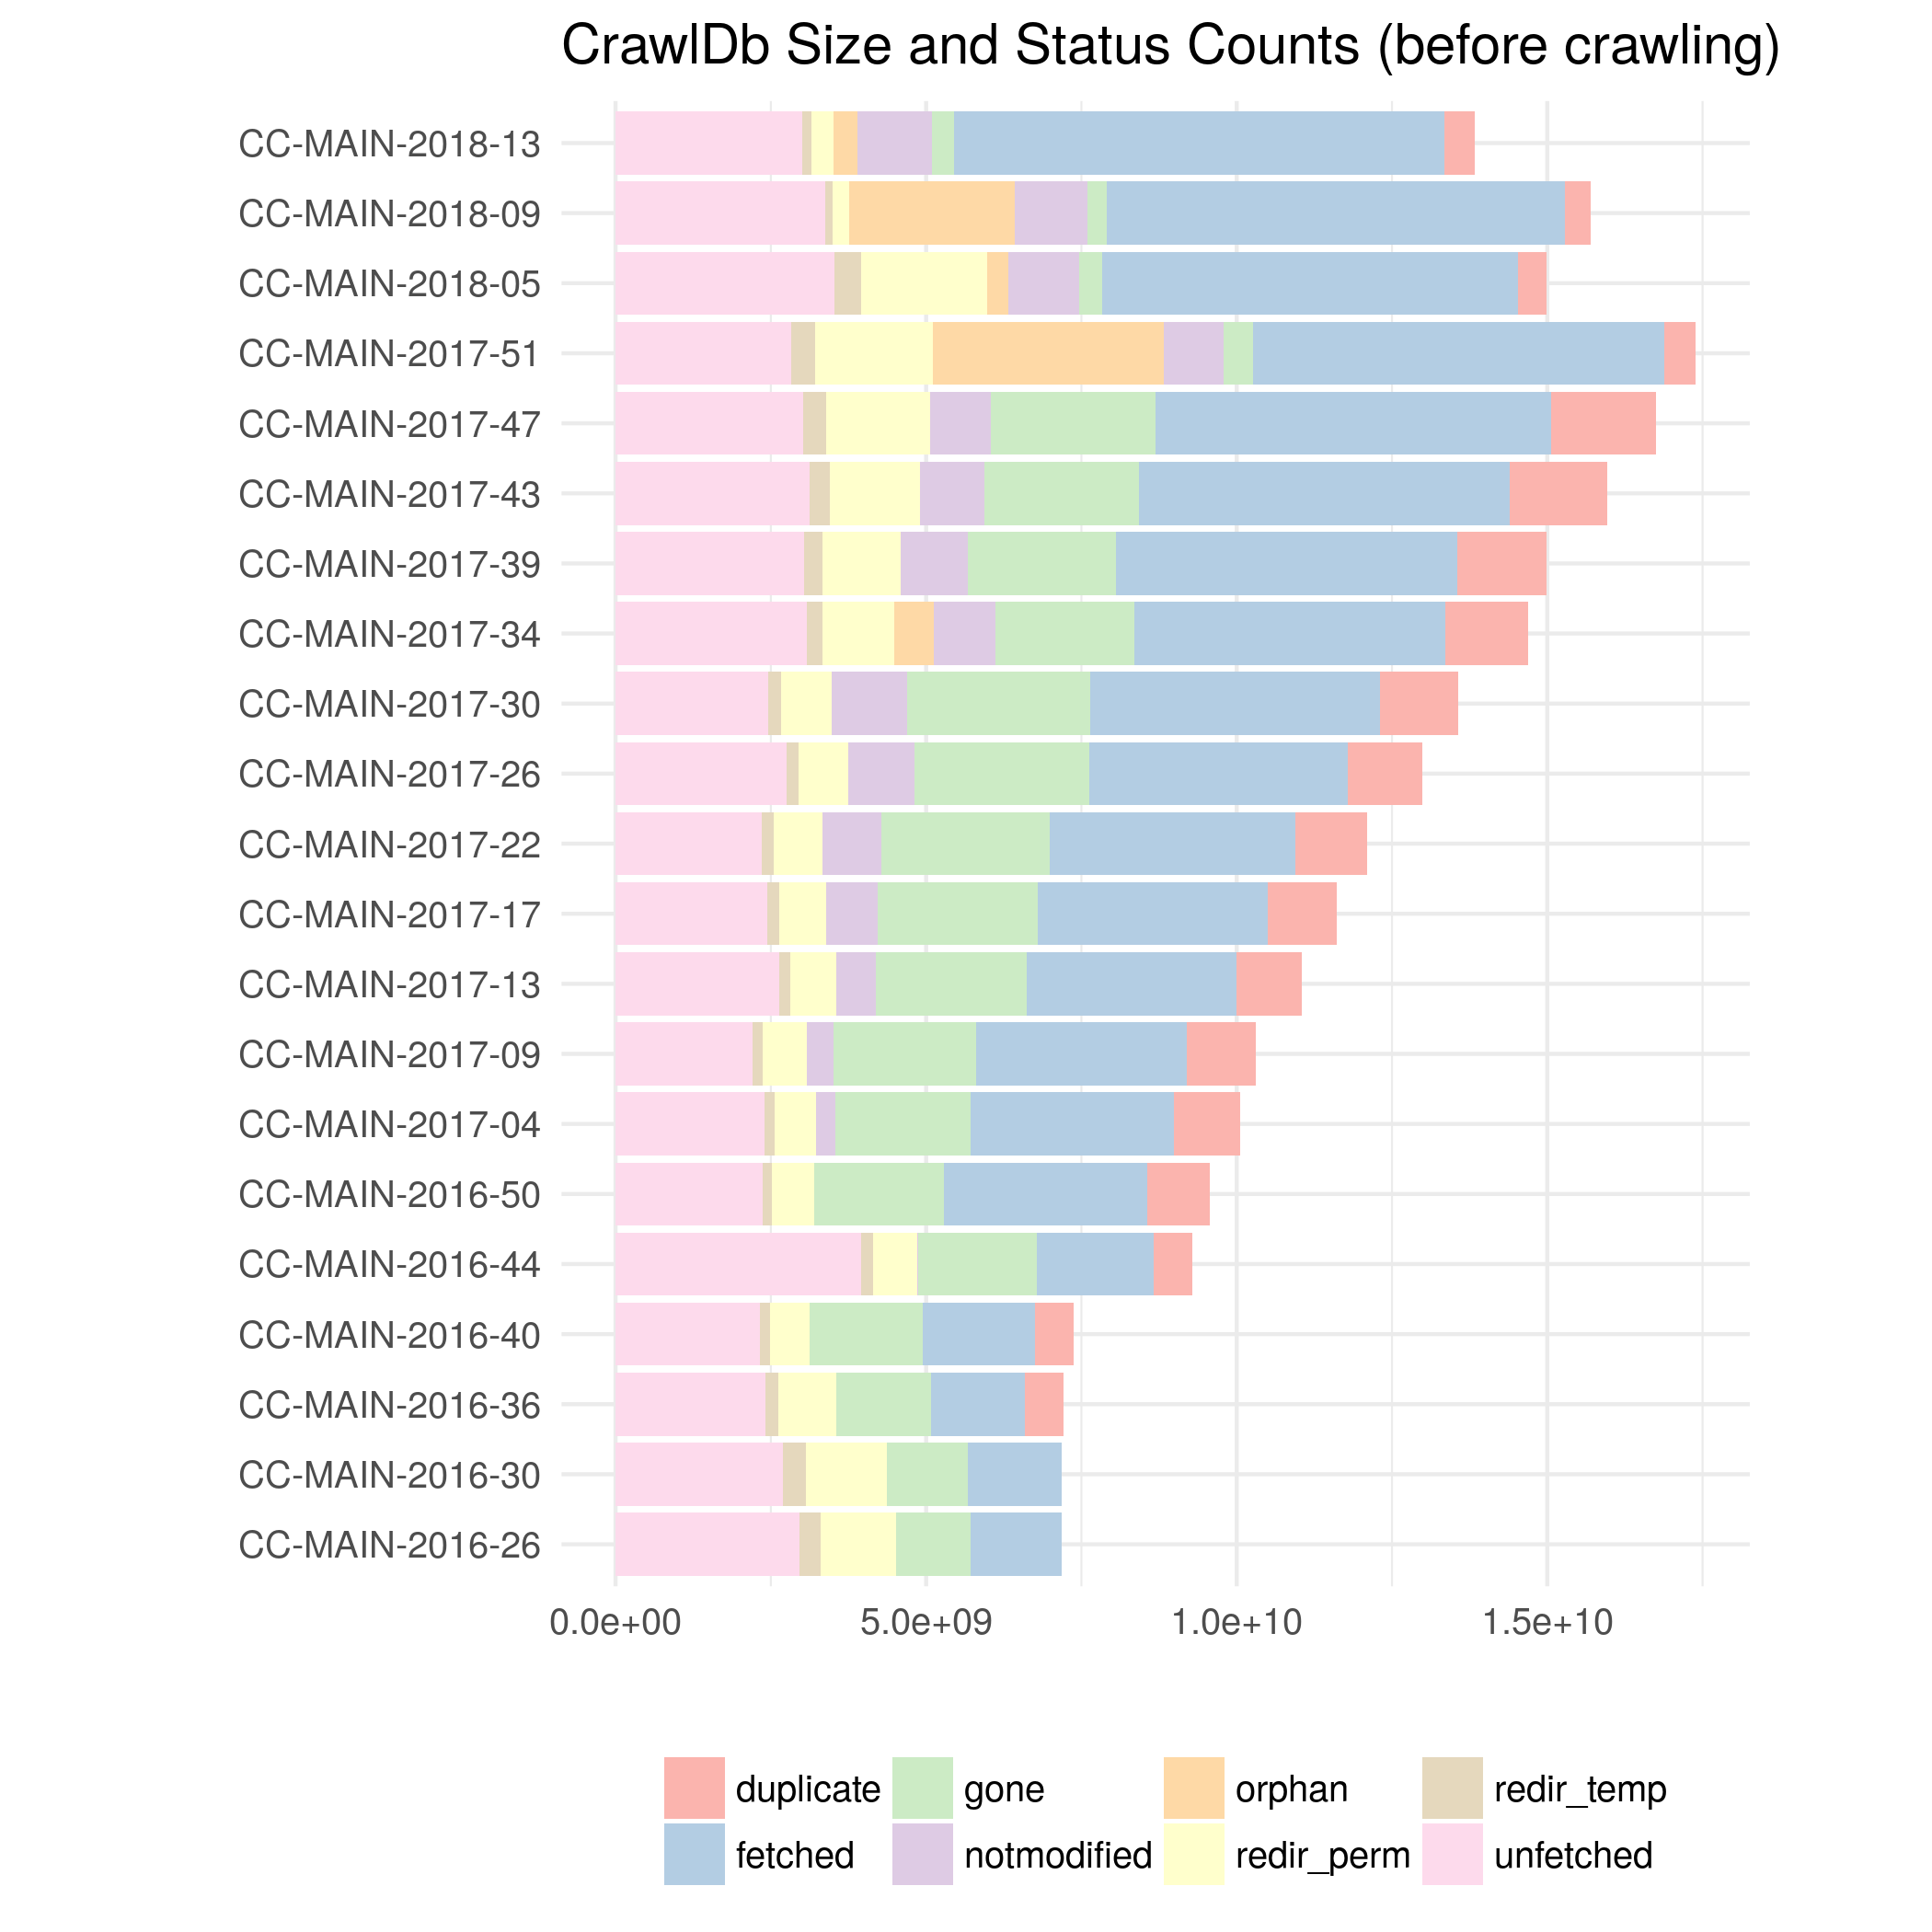 CrawlDb Size and Status Counts (before crawling)
CC-MAIN-2018-13
CC-MAIN-2018-09
CC-MAIN-2018-05
CC-MAIN-2017-51
CC-MAIN-2017-47
CC-MAIN-2017-43
CC-MAIN-2017-39
CC-MAIN-2017-34
CC-MAIN-2017-30
CC-MAIN-2017-26
CC-MAIN-2017-22
CC-MAIN-2017-17
CC-MAIN-2017-13
CC-MAIN-2017-09
CC-MAIN-2017-04
CC-MAIN-2016-50
CC-MAIN-2016-44
CC-MAIN-2016-40
CC-MAIN-2016-36
CC-MAIN-2016-30
CC-MAIN-2016-26
0.0e+00 5.0e+09 1.0e+10 1.5e+10
duplicate gone orphan redir_temp
fetched notmodified redir_perm unfetched